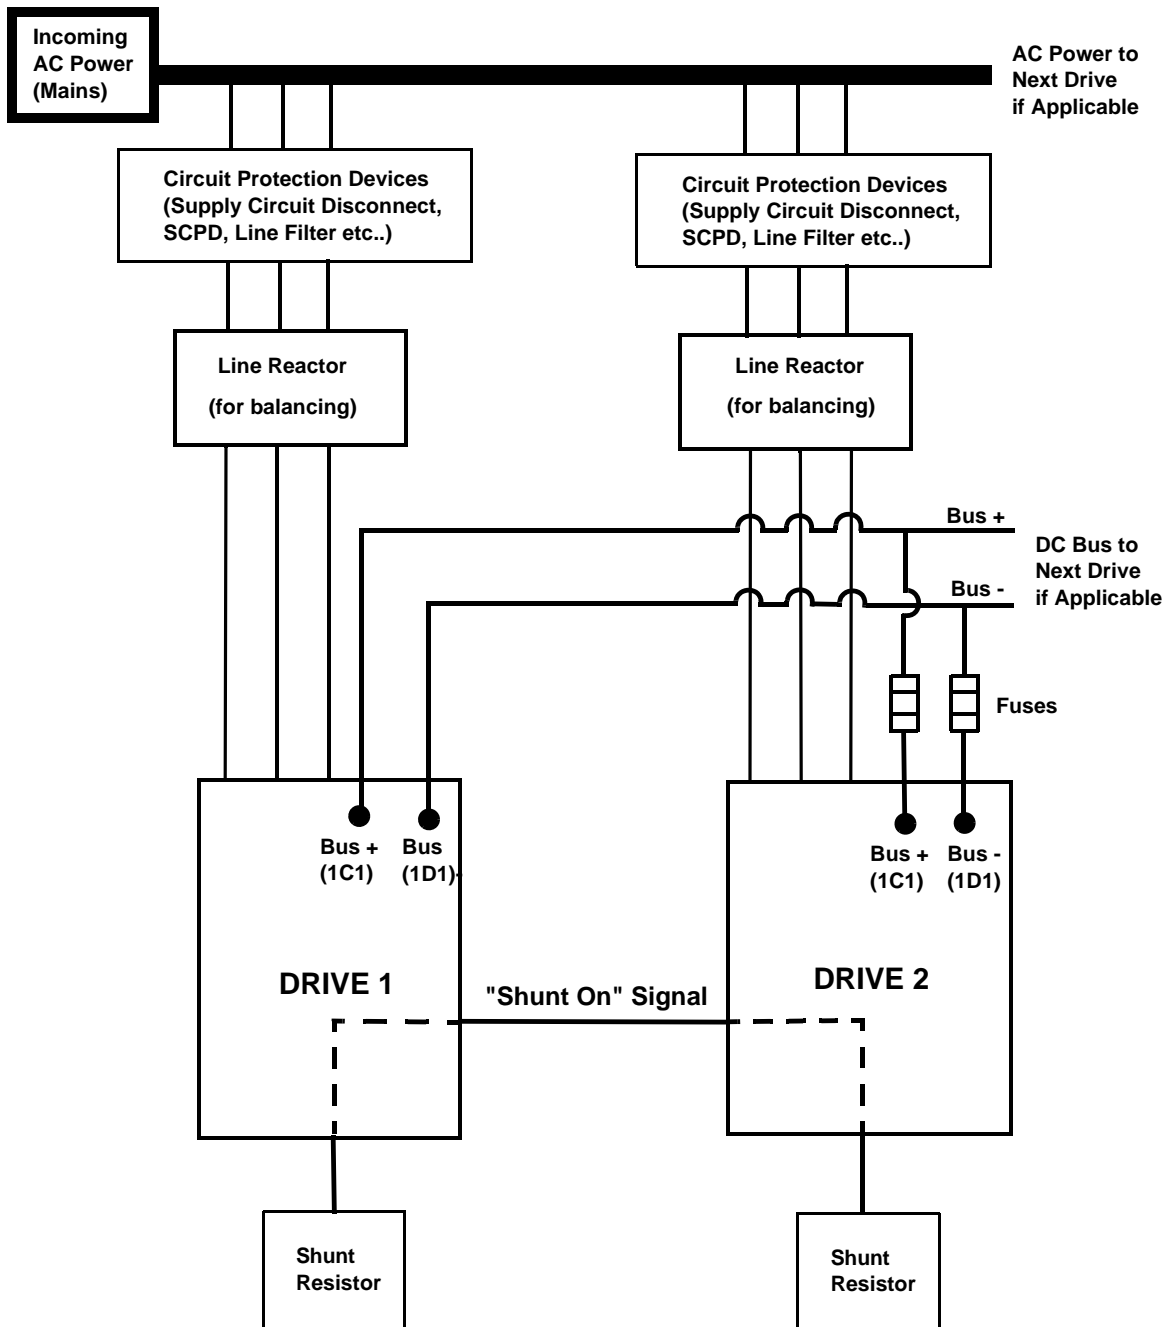 Incoming
AC Power
(Mains)
AC Power to
Next Drive
if Applicable
Circuit Protection Devices
(Supply Circuit Disconnect,
SCPD, Line Filter etc..)
Circuit Protection Devices
(Supply Circuit Disconnect,
SCPD, Line Filter etc..)
Line Reactor
(for balancing)
Line Reactor
(for balancing)
Bus +
DC Bus to
Next Drive
if Applicable
Bus -
Fuses
Bus +
(1C1)
Bus
(1D1)-
Bus +
(1C1)
Bus -
(1D1)
DRIVE 1
"Shunt On" Signal
DRIVE 2
Shunt
Resistor
Shunt
Resistor